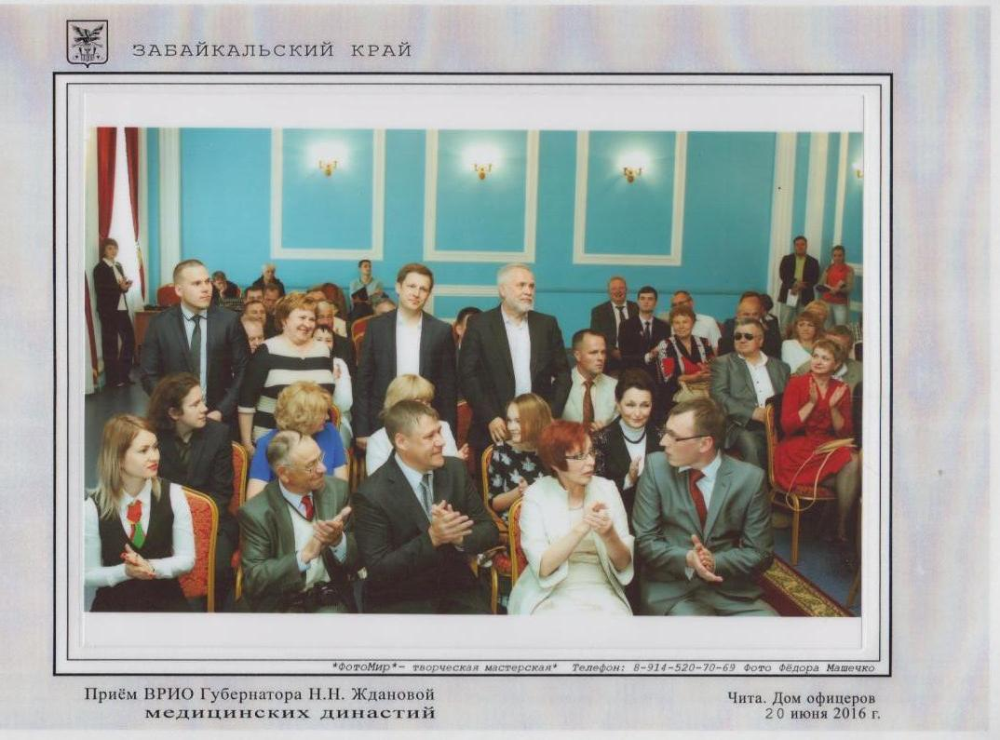 ЗАБАЙКАЛЬСКИЙ КРАЙ
*ФотоМир*- творческая мастерская* Телефон: 8-914-520-70-69 Фото Фёдора Машечко
Приём ВРИО Губернатора Н.Н. Ждановой
медицинских династий
Чита. Дом офицеров
20 июня 2016 г.